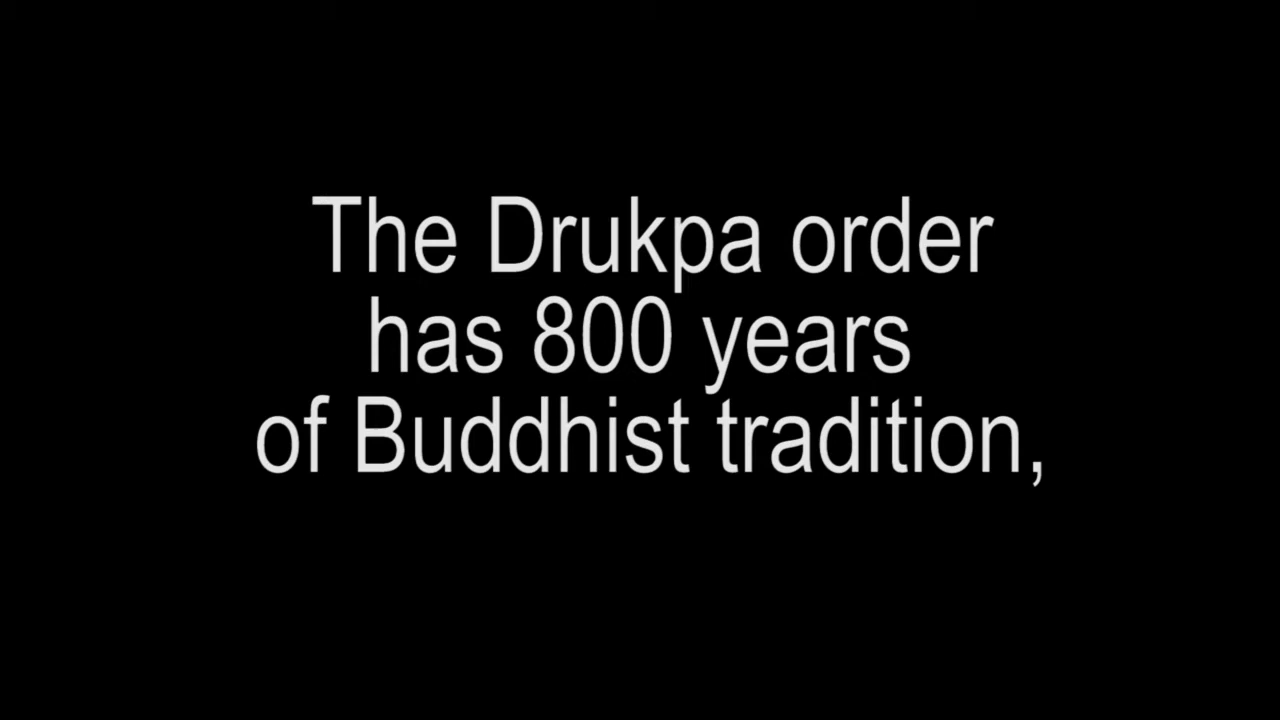 The Drukpa order
has 800 years
of Buddhist tradition,